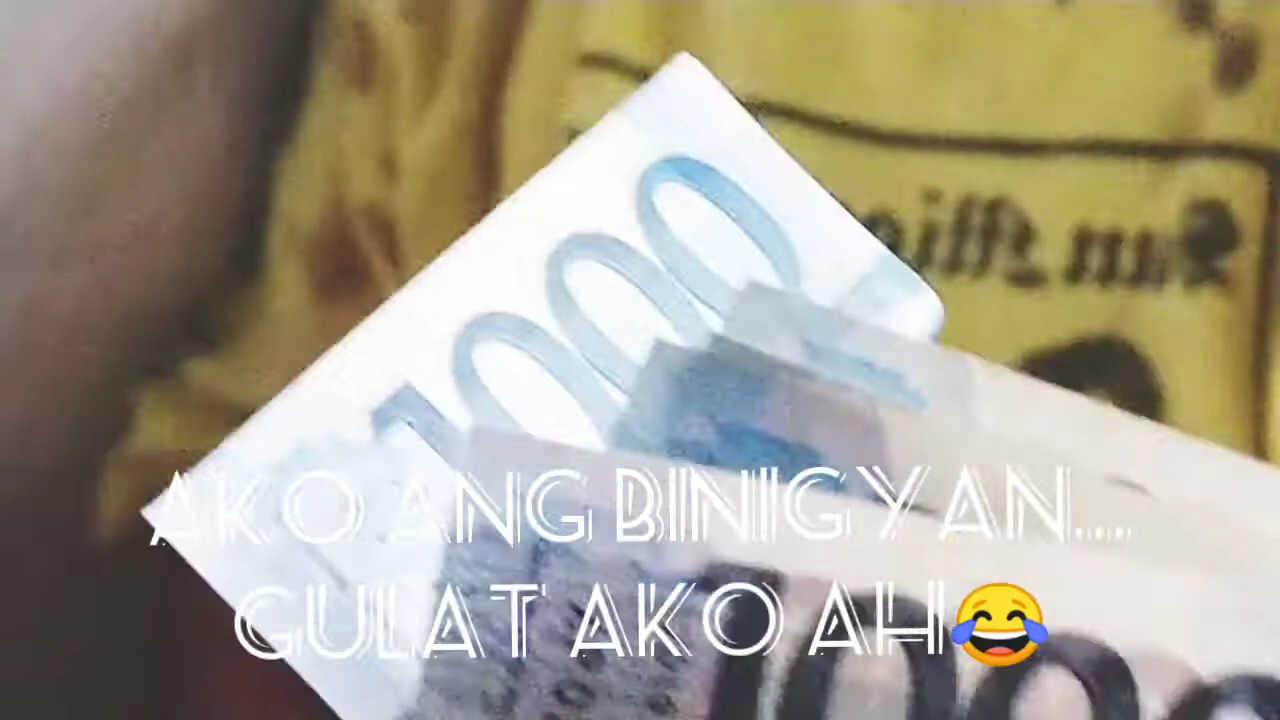 1000
AKO ANG BINIGYAN.....
GULAT AKO AH😂